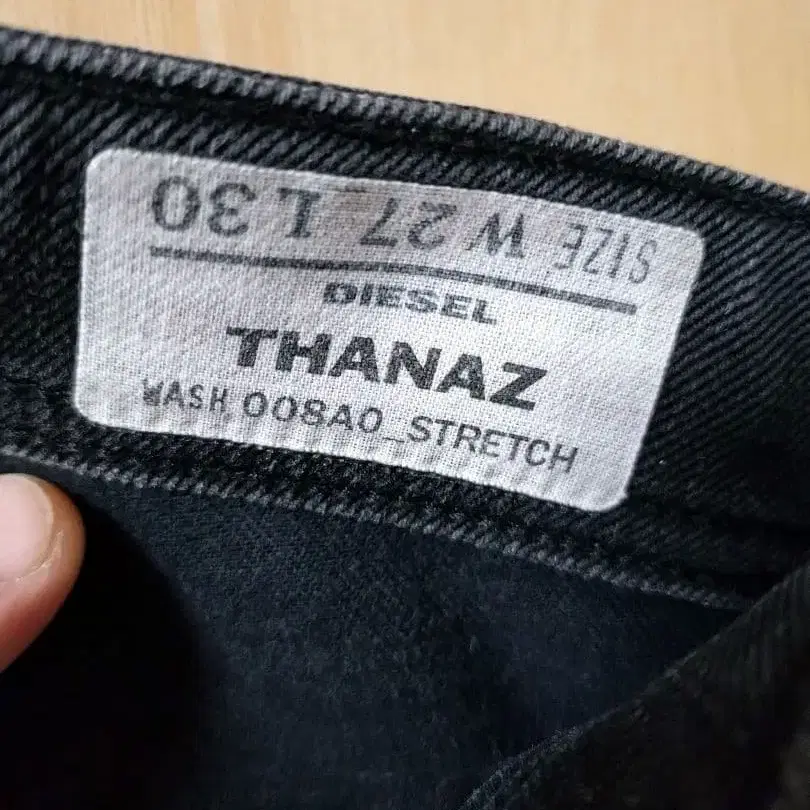 SIZE W 27 L 30
DIESEL
THANAZ
WASH 008A0_STRETCH